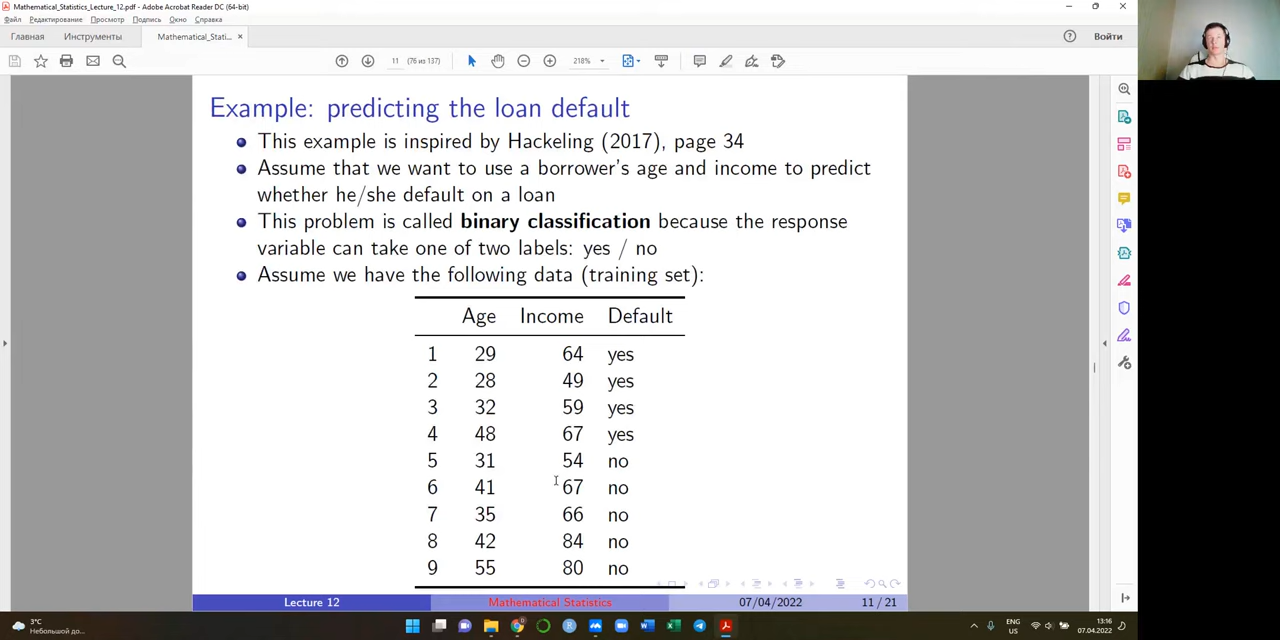 Mathematical_Statistics_Lecture_12.pdf - Adobe Acrobat Reader DC (64-bit)
Файл Редактирование Просмотр Подпись Окно Справка
Главная Инструменты Mathematical_Stati... × Войти
11 (76 из 137) 218%
Example: predicting the loan default
This example is inspired by Hackeling (2017), page 34
Assume that we want to use a borrower's age and income to predict
whether he/she default on a loan
This problem is called binary classification because the response
variable can take one of two labels: yes / no
Assume we have the following data (training set):
Age Income Default
1 29 64 yes
2 28 49 yes
3 32 59 yes
4 48 67 yes
5 31 54 no
6 41 67 no
7 35 66 no
8 42 84 no
9 55 80 no
Lecture 12 Mathematical Statistics 07/04/2022 11 / 21
3°C
Небольшой до...
ENG
US
13:16
07.04.2022